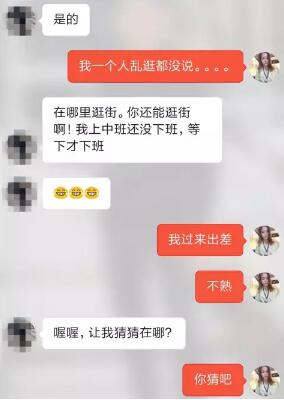 是的
我一个人乱逛都没说。。。。
在哪里逛街。你还能逛街
啊！我上中班还没下班，等
下才下班
我过来出差
不熟
喔喔，让我猜猜在哪？
你猜吧